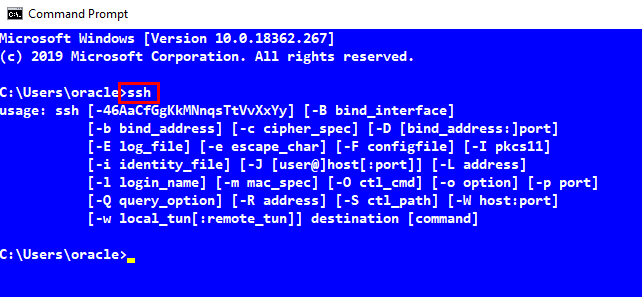 Command Prompt
Microsoft Windows [Version 10.0.18362.267]
(c) 2019 Microsoft Corporation. All rights reserved.
C:\Users\oracle>ssh
usage: ssh [-46AaCfGgKkMNnqsTtVvXxYy] [-B bind_interface]
           [-b bind_address] [-c cipher_spec] [-D [bind_address:]port]
           [-E log_file] [-e escape_char] [-F configfile] [-I pkcs11]
           [-i identity_file] [-J [user@]host[:port]] [-L address]
           [-l login_name] [-m mac_spec] [-O ctl_cmd] [-o option] [-p port]
           [-Q query_option] [-R address] [-S ctl_path] [-W host:port]
           [-w local_tun[:remote_tun]] destination [command]
C:\Users\oracle>